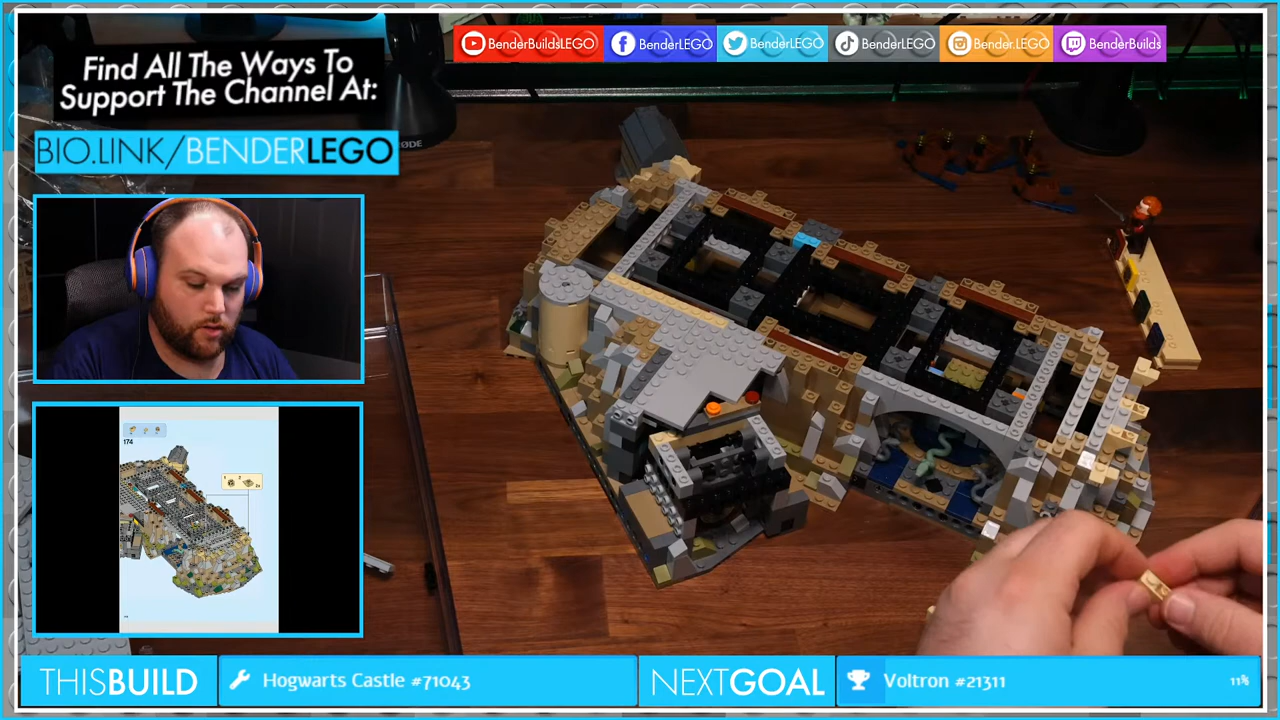 Find All The Ways To
Support The Channel At:
BIO.LINK/BENDERLEGO
BenderBuildsLEGO
BenderLEGO
BenderLEGO
BenderLEGO
Bender.LEGO
BenderBuilds
174
THISBUILD
Hogwarts Castle #71043
NEXTGOAL
Voltron #21311
11%